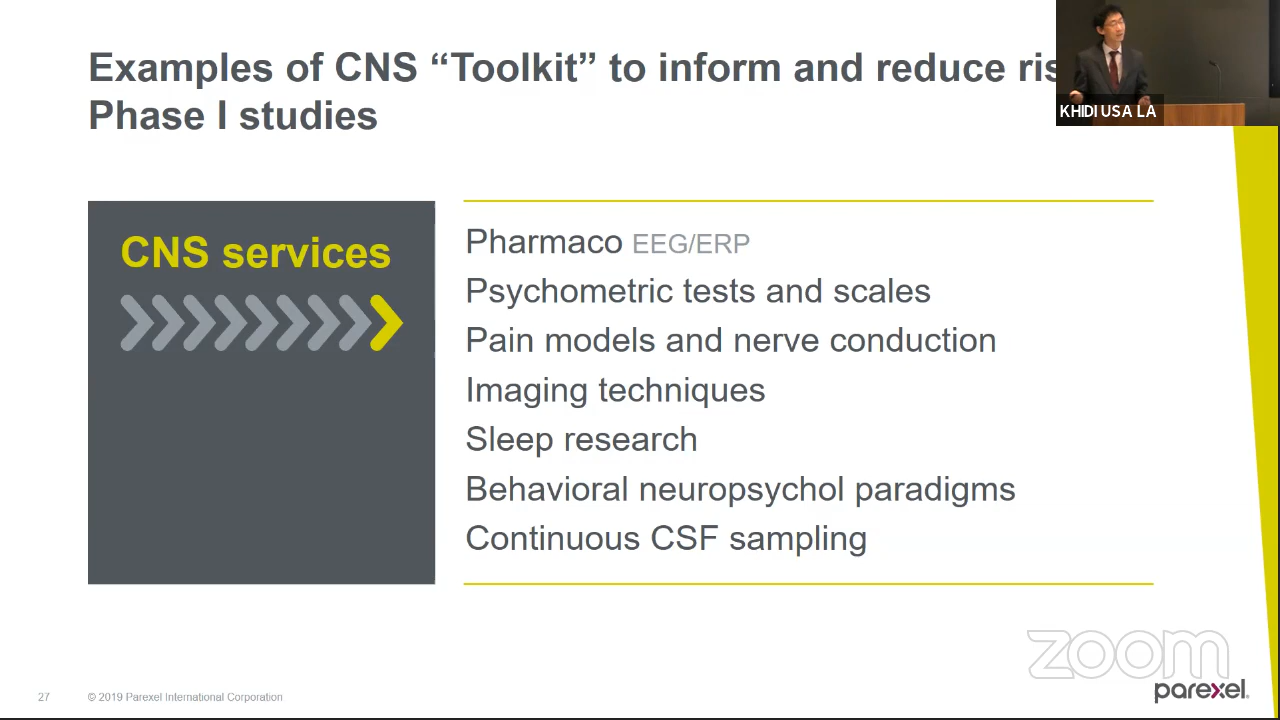 Examples of CNS “Toolkit” to inform and reduce
Phase I studies
KHIDI USA LA
CNS services
Pharmaco EEG/ERP
Psychometric tests and scales
Pain models and nerve conduction
Imaging techniques
Sleep research
Behavioral neuropsychol paradigms
Continuous CSF sampling
zoom
parexel.
27
© 2019 Parexel International Corporation